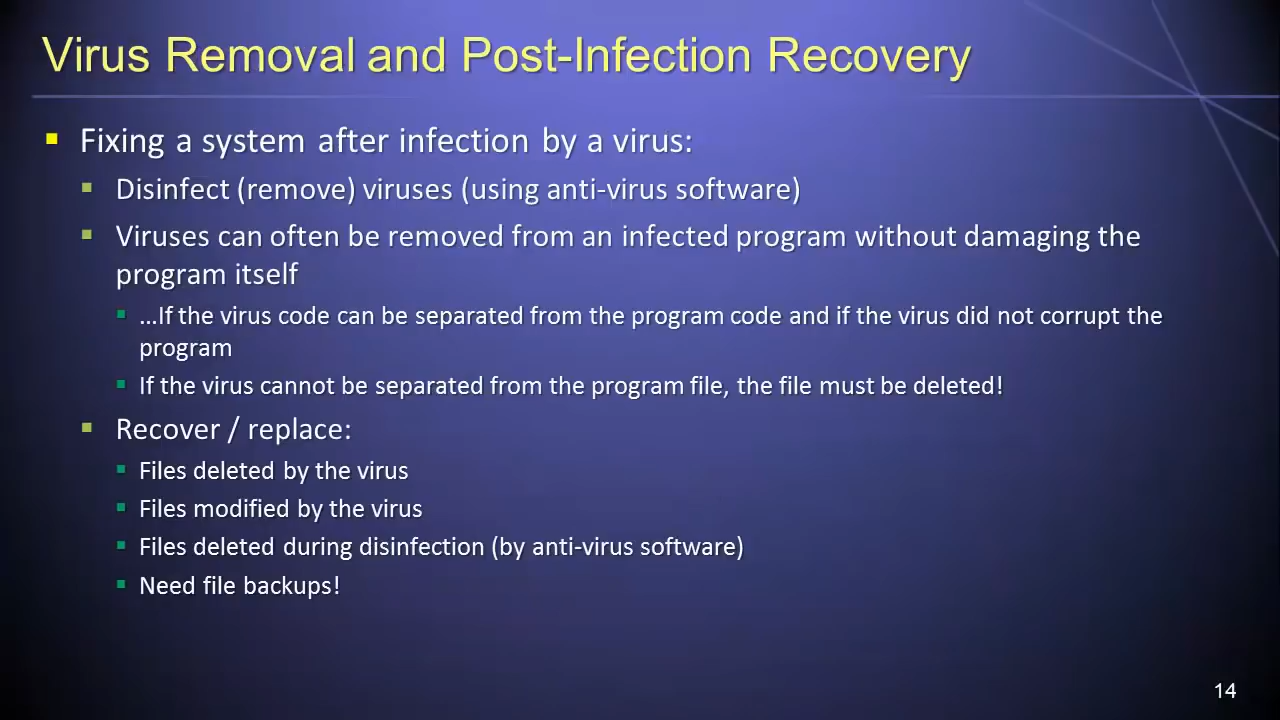 Virus Removal and Post-Infection Recovery
Fixing a system after infection by a virus:
Disinfect (remove) viruses (using anti-virus software)
Viruses can often be removed from an infected program without damaging the
program itself
…If the virus code can be separated from the program code and if the virus did not corrupt the
program
If the virus cannot be separated from the program file, the file must be deleted!
Recover / replace:
Files deleted by the virus
Files modified by the virus
Files deleted during disinfection (by anti-virus software)
Need file backups!
14